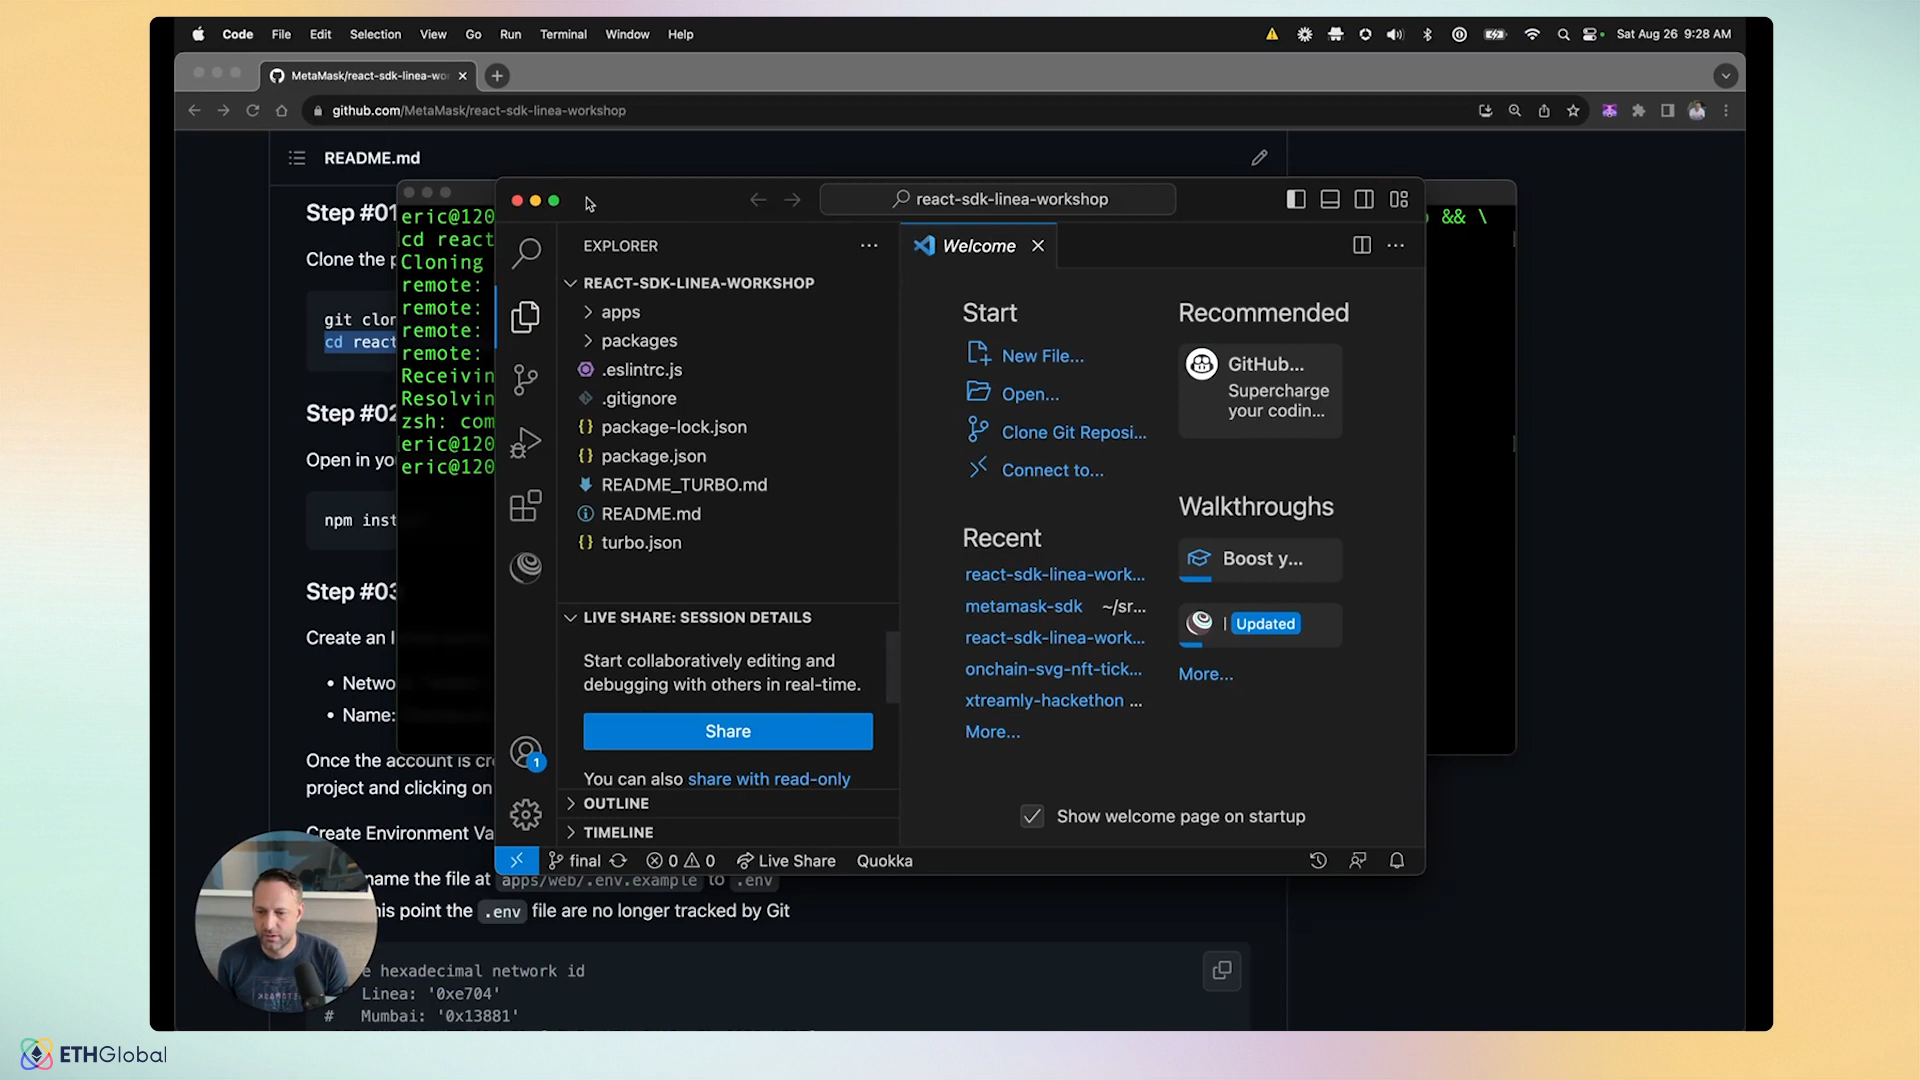 Code File Edit Selection View Go Run Terminal Window Help Sat Aug 26 9:28 AM
MetaMask/react-sdk-linea-wo
github.com/MetaMask/react-sdk-linea-workshop
README.md
Step #01
Clone the p
git clon
cd react
Step #02
Open in yo
npm inst
Step #03
Create an I
• Netwo
• Name:
Once the account is cre
project and clicking on
Create Environment Va
name the file at apps/web/.env.example to .env
his point the .env file are no longer tracked by Git
e hexadecimal network id
Linea: '0xe704'
# Mumbai: '0x13881'
eric@120
cd react
Cloning
remote:
remote:
remote:
remote:
Receivin
Resolvin
zsh: com
eric@120
eric@120
&& \
react-sdk-linea-workshop
EXPLORER
REACT-SDK-LINEA-WORKSHOP
apps
packages
.eslintrc.js
.gitignore
package-lock.json
package.json
README_TURBO.md
README.md
turbo.json
LIVE SHARE: SESSION DETAILS
Start collaboratively editing and
debugging with others in real-time.
Share
You can also share with read-only
OUTLINE
TIMELINE
1
Welcome
Start
New File...
Open...
Clone Git Reposi...
Connect to...
Recent
react-sdk-linea-work...
metamask-sdk ~/sr...
react-sdk-linea-work...
onchain-svg-nft-tick...
xtreamly-hackethon ...
More...
Recommended
GitHub...
Supercharge
your codin...
Walkthroughs
Boost y...
Updated
More...
Show welcome page on startup
final 0 0 Live Share Quokka
ETHGlobal